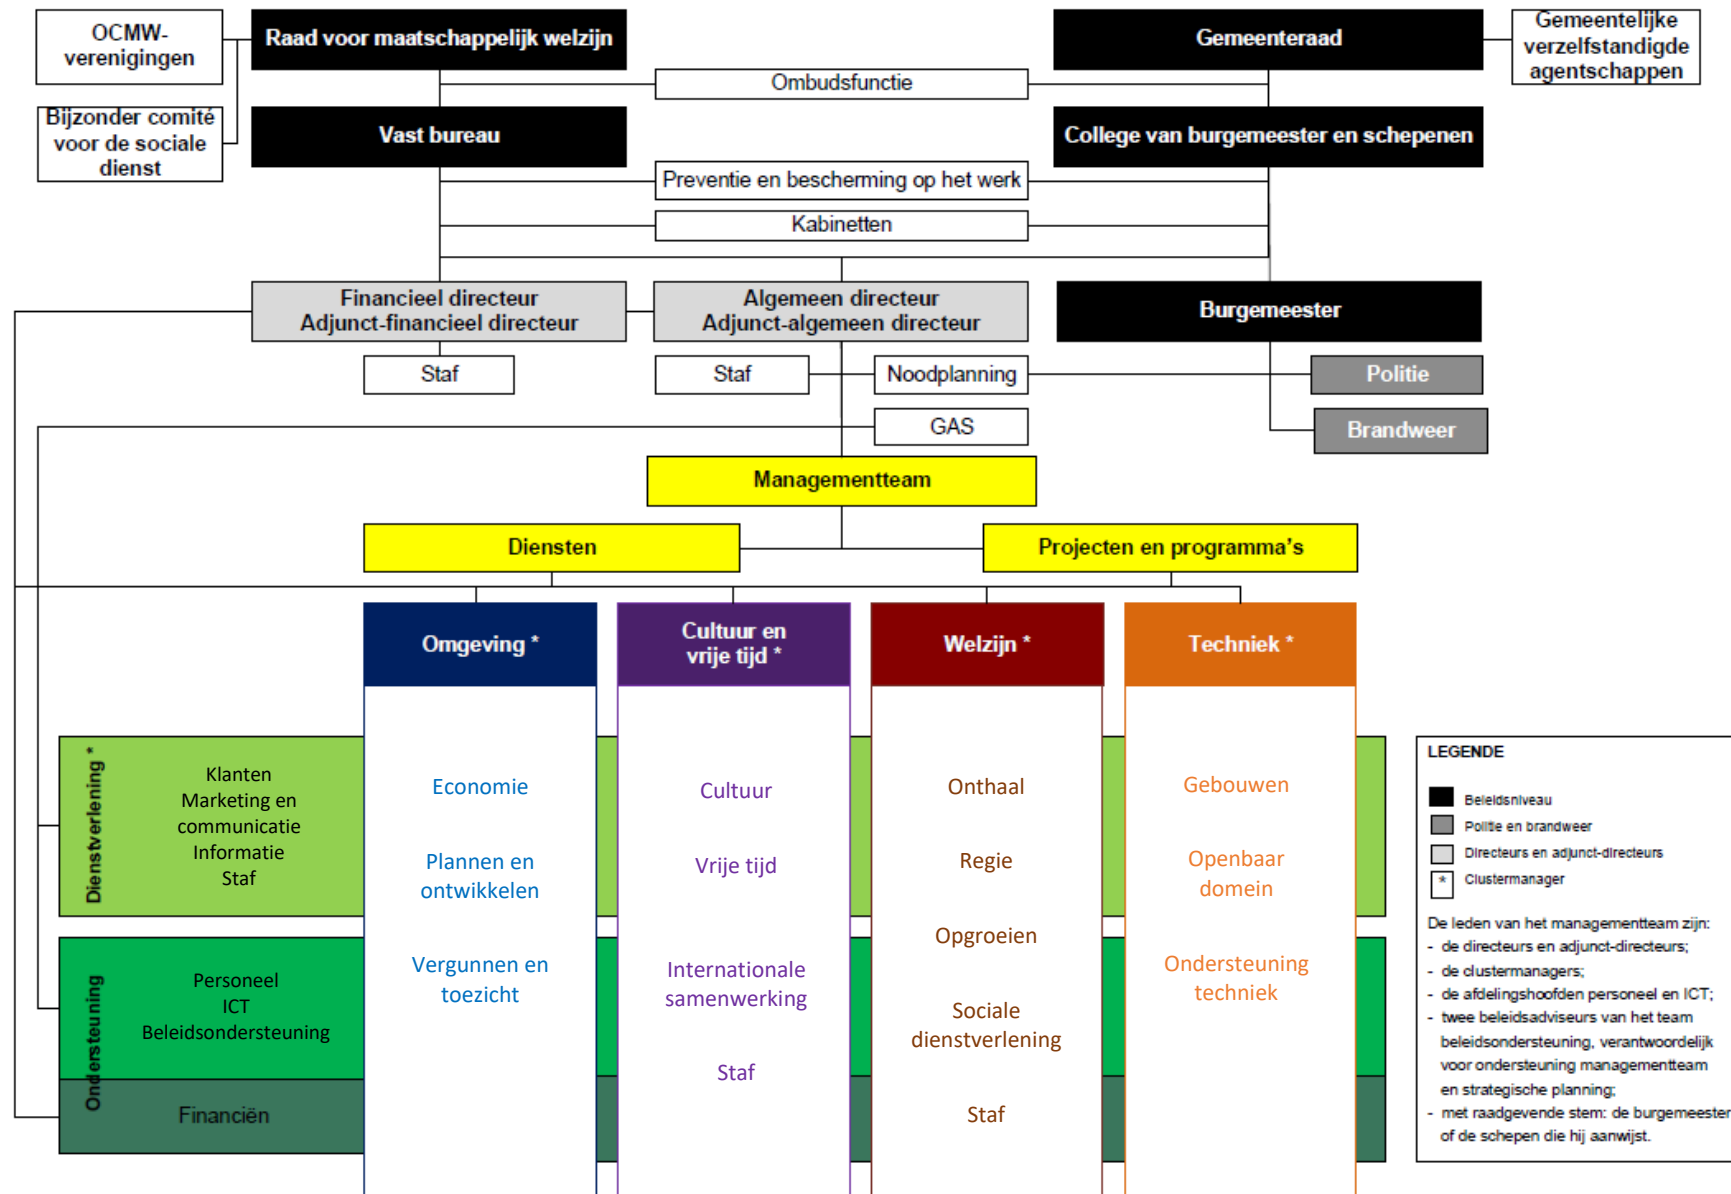 OCMW-
verenigingen
Raad voor maatschappelijk welzijn
Gemeenteraad
Gemeentelijke
verzelfstandigde
agentschappen
Ombudsfunctie
Bijzonder comité
voor de sociale
dienst
Vast bureau
College van burgemeester en schepenen
Preventie en bescherming op het werk
Kabinetten
Financieel directeur
Adjunct-financieel directeur
Algemeen directeur
Adjunct-algemeen directeur
Burgemeester
Staf
Staf
Noodplanning
Politie
GAS
Brandweer
Managementteam
Diensten
Projecten en programma's
Omgeving *
Cultuur en
vrije tijd *
Welzijn *
Techniek *
Dienstverlening *
Klanten
Marketing en
communicatie
Informatie
Staf
Ondersteuning
Personeel
ICT
Beleidsondersteuning
Financiën
Economie
Plannen en
ontwikkelen
Vergunnen en
toezicht
Cultuur
Vrije tijd
Internationale
samenwerking
Staf
Onthaal
Regie
Opgroeien
Sociale
dienstverlening
Staf
Gebouwen
Openbaar
domein
Ondersteuning
techniek
LEGENDE
Beleidsniveau
Politie en brandweer
Directeurs en adjunct-directeurs
* Clustermanager
De leden van het managementteam zijn:
- de directeurs en adjunct-directeurs;
- de clustermanagers;
- de afdelingshoofden personeel en ICT;
- twee beleidsadviseurs van het team
beleidsondersteuning, verantwoordelijk
voor ondersteuning managementteam
en strategische planning;
- met raadgevende stem: de burgemeester
of de schepen die hij aanwijst.